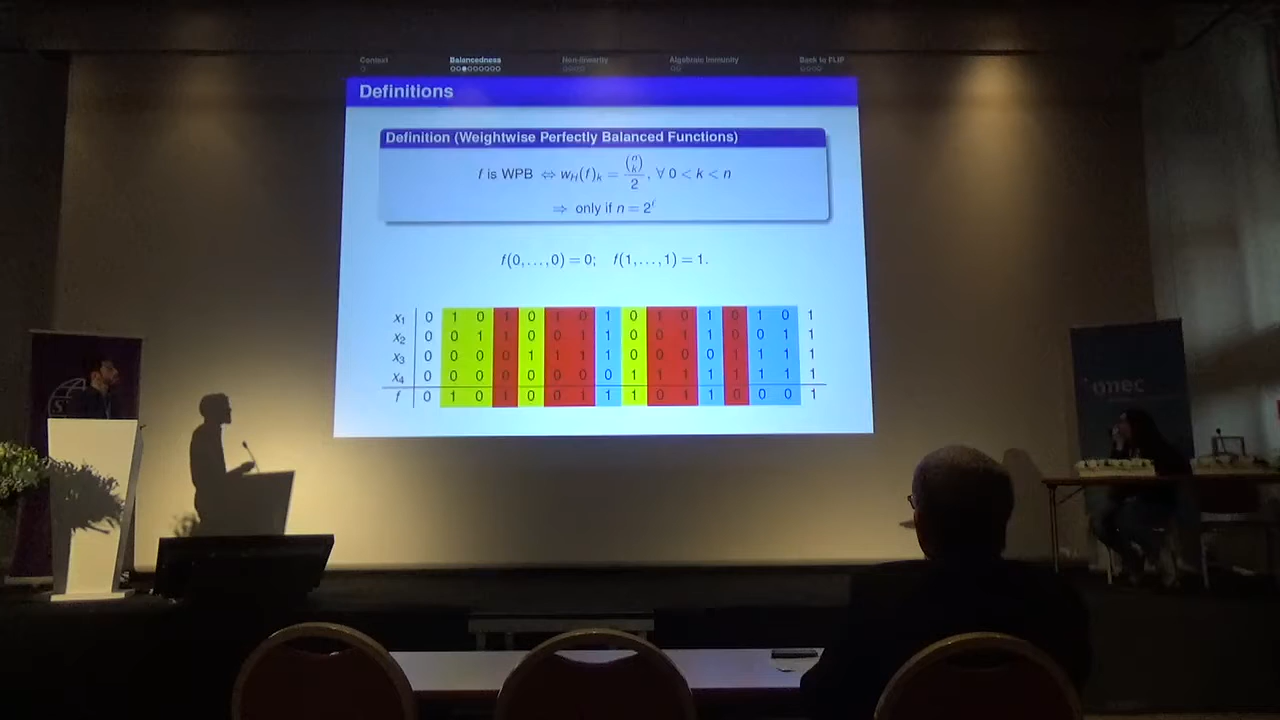 Context Balancedness Non-linearity Algebraic Immunity Back to FLIP
Definitions
Definition (Weightwise Perfectly Balanced Functions)
f is WPB ⇔ w_H(f)_k = \binom{n}{k}/2, ∀ 0 < k < n
⇒ only if n = 2^ℓ
f(0,...,0) = 0; f(1,...,1) = 1.
x1 0 1 0 1 0 1 0 1 0 1 0 1 0 1 0 1
x2 0 0 1 1 0 0 1 1 0 0 1 1 0 0 1 1
x3 0 0 0 0 1 1 1 1 0 0 0 0 1 1 1 1
x4 0 0 0 0 0 0 0 0 1 1 1 1 1 1 1 1
f 0 1 0 1 0 0 1 1 1 0 1 1 0 0 0 1
imec